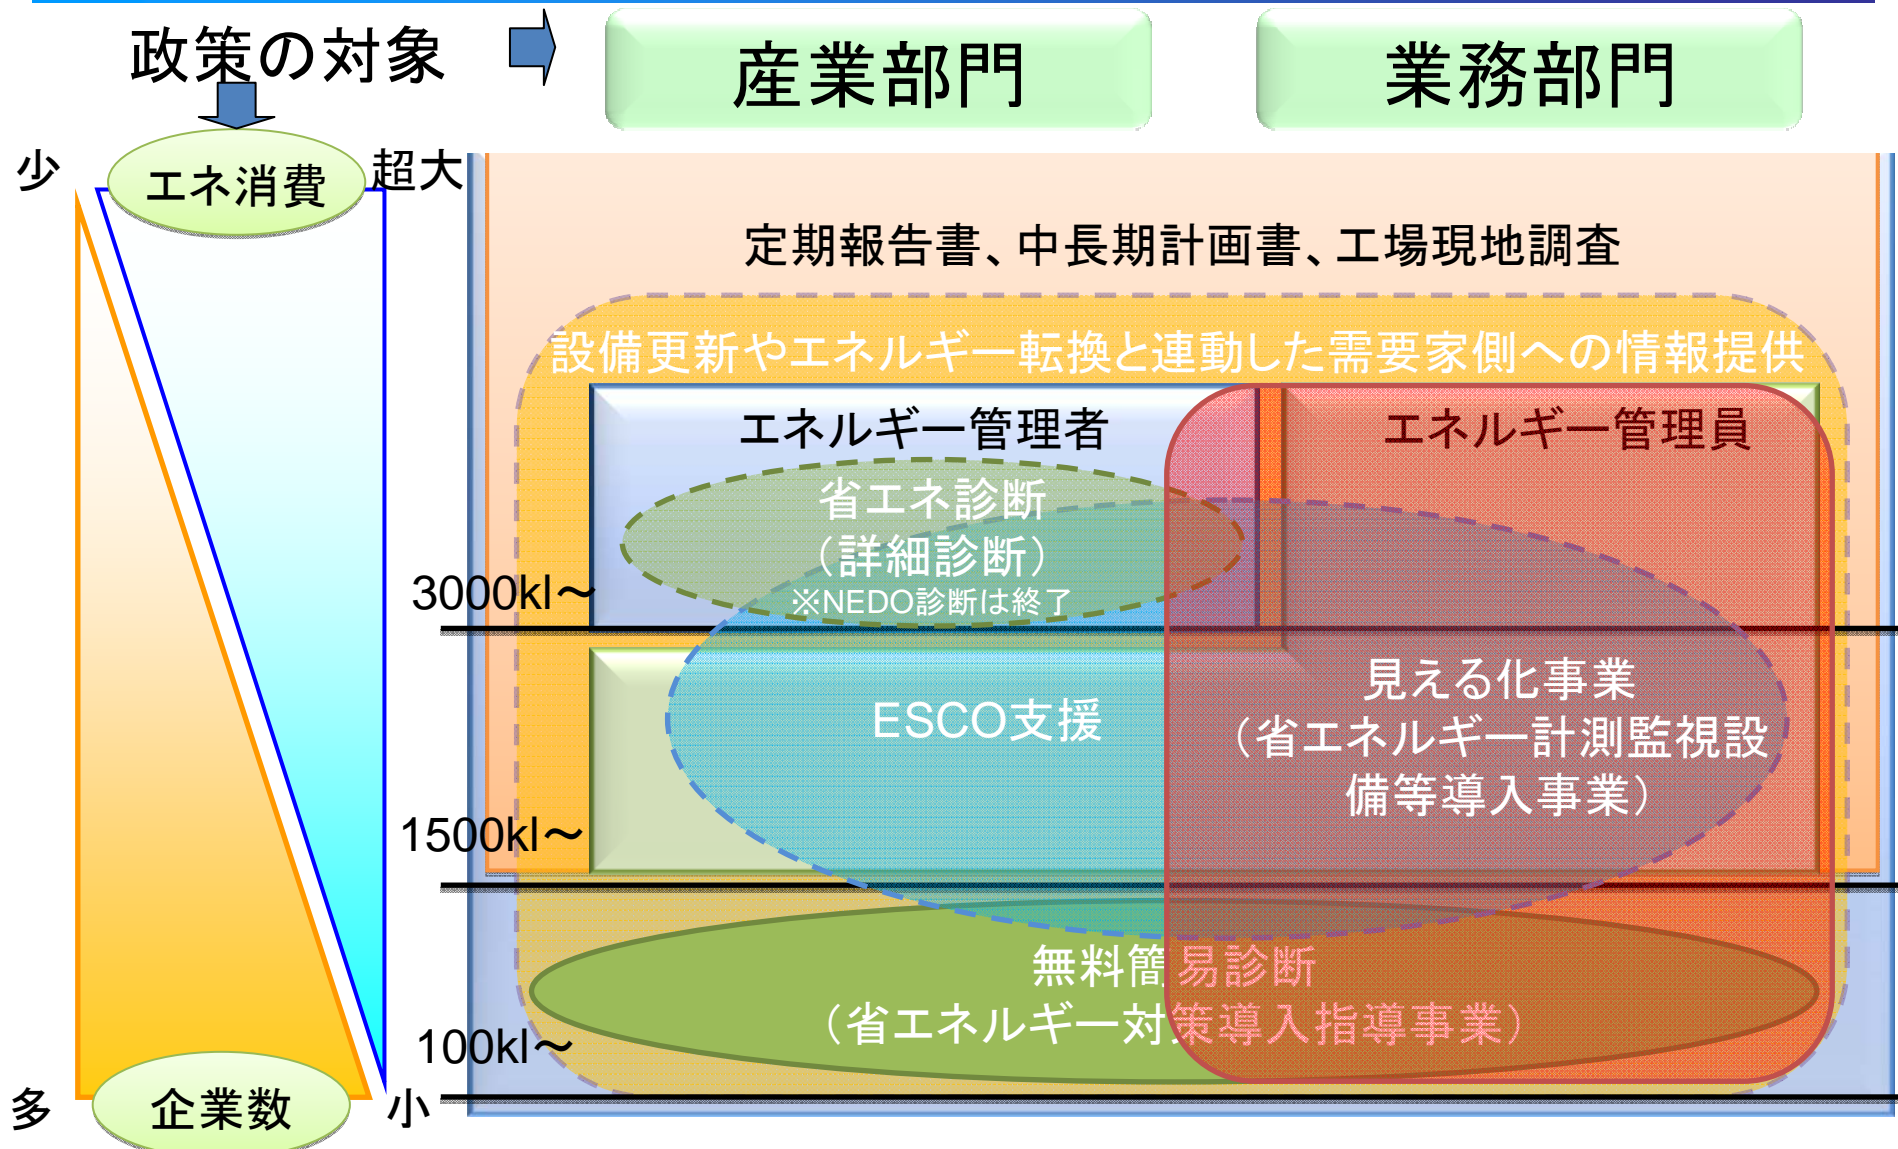 政策の対象
産業部門
業務部門
少
エネ消費
超大
定期報告書、中長期計画書、工場現地調査
設備更新やエネルギー転換と連動した需要家側への情報提供
エネルギー管理者
エネルギー管理員
省エネ診断
（詳細診断）
※NEDO診断は終了
3000kl～
ESCO支援
見える化事業
（省エネルギー計測監視設
備等導入事業）
1500kl～
無料簡易診断
（省エネルギー対策導入指導事業）
100kl～
多
企業数
小